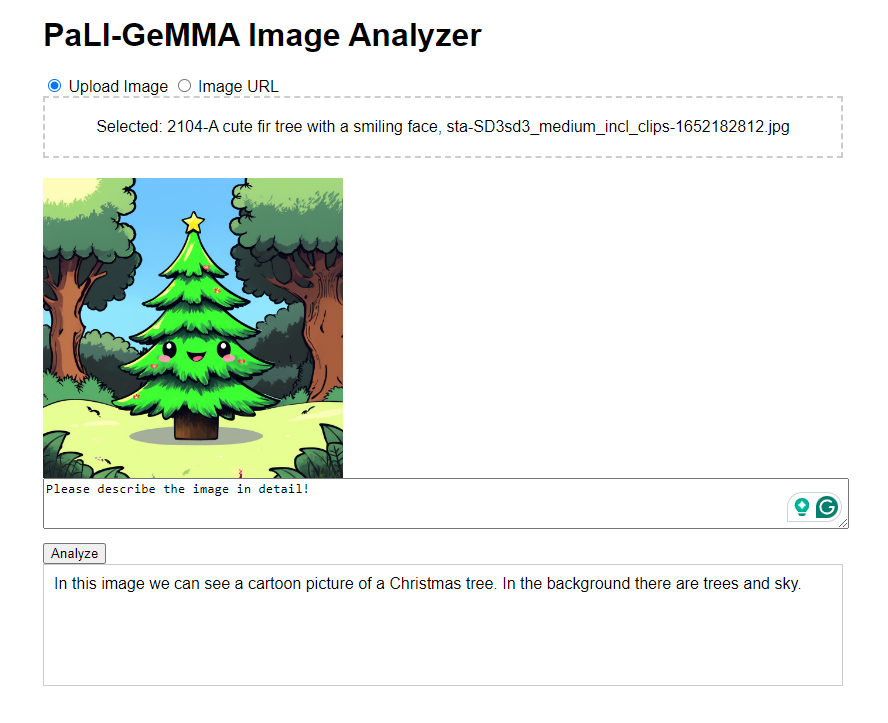 PaLI-GeMMA Image Analyzer
Upload Image Image URL
Selected: 2104-A cute fir tree with a smiling face, sta-SD3sd3_medium_incl_clips-1652182812.jpg
Please describe the image in detail!
Analyze
In this image we can see a cartoon picture of a Christmas tree. In the background there are trees and sky.